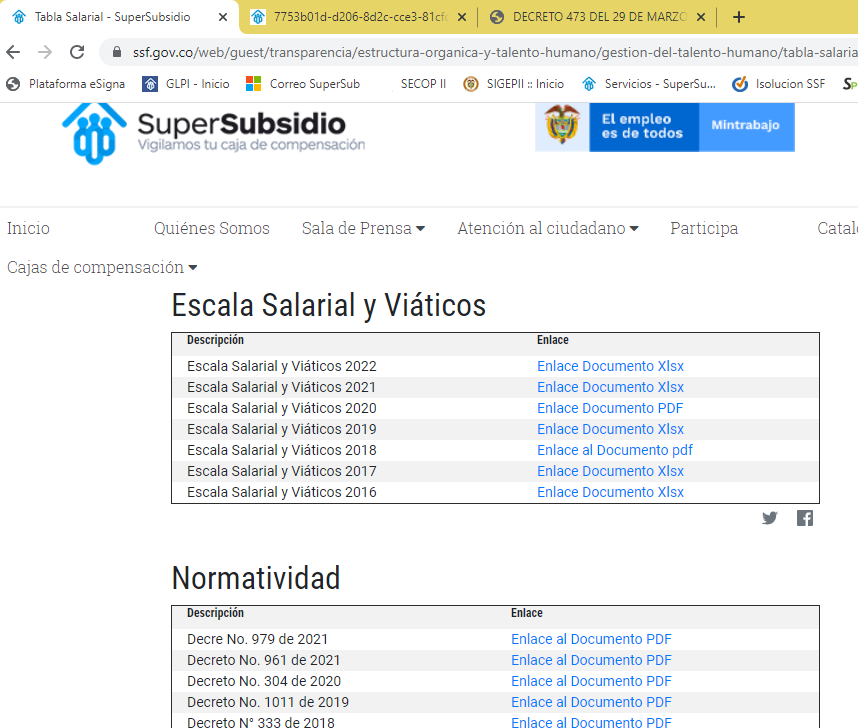 Tabla Salarial - SuperSubsidio
7753b01d-d206-8d2c-cce3-81cf
DECRETO 473 DEL 29 DE MARZO
ssf.gov.co/web/guest/transparencia/estructura-organica-y-talento-humano/gestion-del-talento-humano/tabla-salaria
Plataforma eSigna
GLPI - Inicio
Correo SuperSub
SECOP II
SIGEPII :: Inicio
Servicios - SuperSu...
Isolucion SSF
Sp
SuperSubsidio
Vigilamos tu caja de compensación
El empleo
es de todos
Mintrabajo
Inicio Quiénes Somos Sala de Prensa Atención al ciudadano Participa Catal
Cajas de compensación
Escala Salarial y Viáticos
Descripción Enlace
Escala Salarial y Viáticos 2022 Enlace Documento Xlsx
Escala Salarial y Viáticos 2021 Enlace Documento Xlsx
Escala Salarial y Viáticos 2020 Enlace Documento PDF
Escala Salarial y Viáticos 2019 Enlace Documento Xlsx
Escala Salarial y Viáticos 2018 Enlace al Documento pdf
Escala Salarial y Viáticos 2017 Enlace Documento Xlsx
Escala Salarial y Viáticos 2016 Enlace Documento Xlsx
Normatividad
Descripción Enlace
Decre No. 979 de 2021 Enlace al Documento PDF
Decreto No. 961 de 2021 Enlace al Documento PDF
Decreto No. 304 de 2020 Enlace al Documento PDF
Decreto No. 1011 de 2019 Enlace al Documento PDF
Decreto N° 333 de 2018 Enlace al Documento PDF